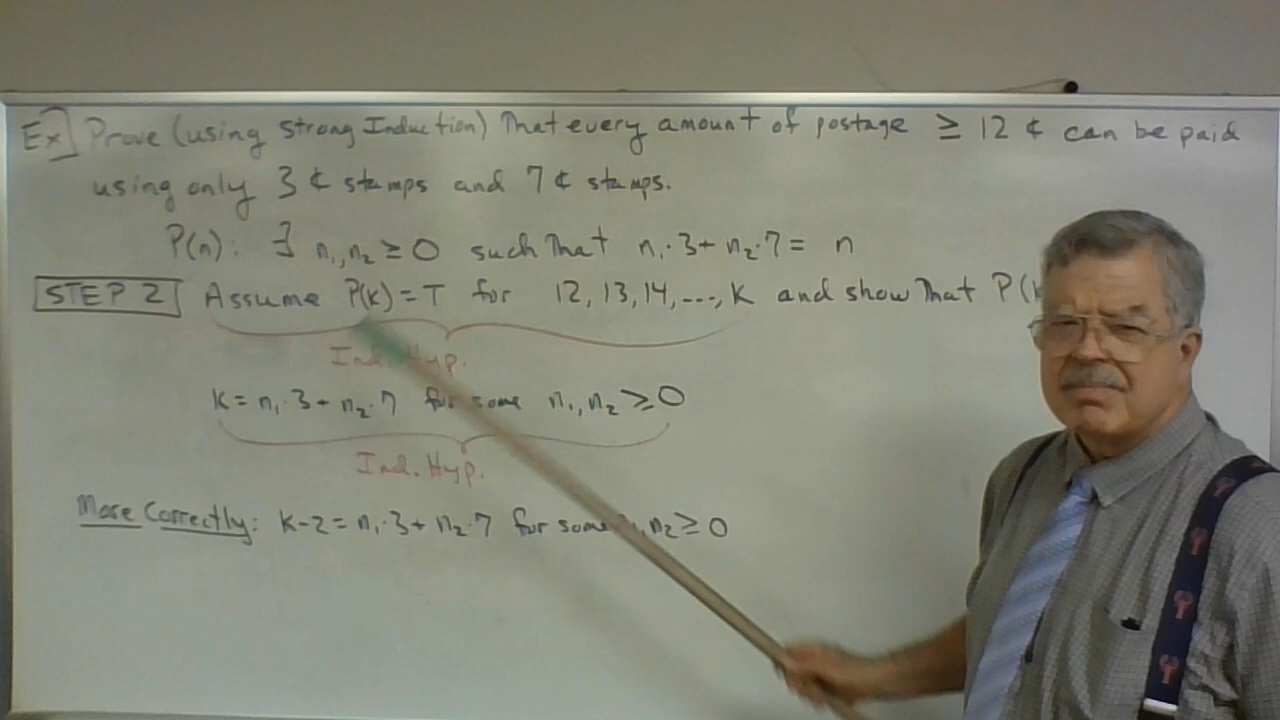 Ex] Prove (using strong Induction) That every amount of postage ≥ 12 ¢ can be paid
using only 3 ¢ stamps and 7 ¢ stamps.
P(n): ∃ n₁,n₂ ≥ 0 such That n₁·3+ n₂·7 = n
STEP 2 Assume P(k)=T for 12, 13, 14, ..., k and show That P(
Ind. Hyp.
k = n₁·3 + n₂·7 for some n₁, n₂ ≥ 0
Ind. Hyp.
More Correctly: k-2 = n₁·3 + n₂·7 for some n₂ ≥ 0